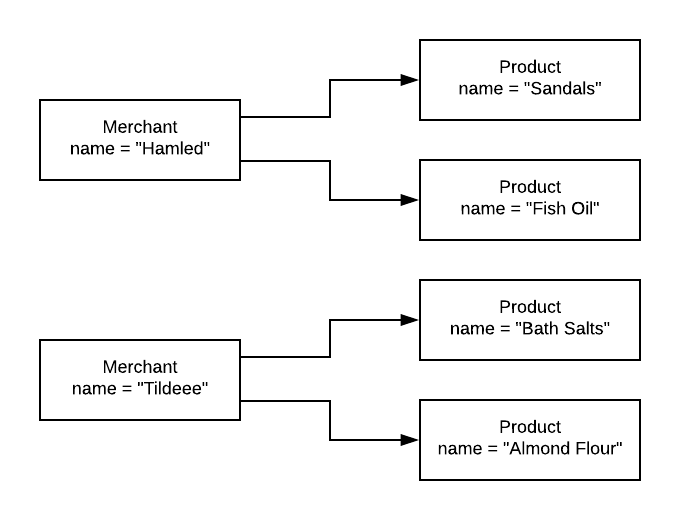 Product
name = "Sandals"
Merchant
name = "Hamled"
Product
name = "Fish Oil"
Product
name = "Bath Salts"
Merchant
name = "Tildeee"
Product
name = "Almond Flour"